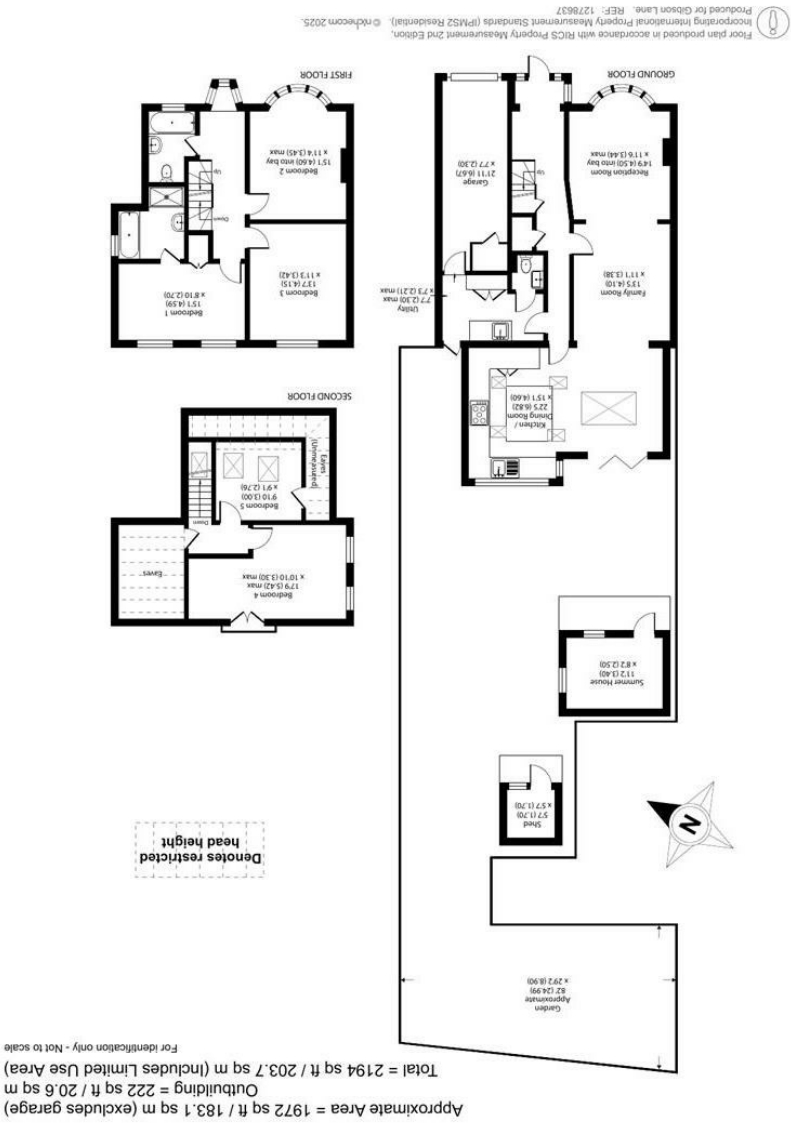 Approximate Area = 1972 sq ft / 183.1 sq m (excludes garage)
Outbuilding = 222 sq ft / 20.6 sq m
Total = 2194 sq ft / 203.7 sq m (Includes Limited Use Area)
For identification only - Not to scale
Garden
Approximate
82' (24.99)
x 29'2 (8.90)
Denotes restricted
head height
N
Shed
5'7 (1.70)
x 5'7 (1.70)
Summer House
11'2 (3.40)
x 8'2 (2.50)
Kitchen /
Dining Room
22'5 (6.82)
x 15'1 (4.60)
Utility
7'7 (2.30)
x 7'3 (2.21) max
Family Room
13'5 (4.10)
x 11'1 (3.38)
Garage
21'11 (6.67)
x 7'7 (2.30)
Up
Reception Room
14'9 (4.50) into bay
x 11'6 (3.44) max
GROUND FLOOR
Bedroom 4
17'9 (5.42) max
x 10'10 (3.30) max
Eaves
Down
Bedroom 5
9'10 (3.00)
x 9'1 (2.76)
Eaves
(Unmeasured)
SECOND FLOOR
Bedroom 1
15'1 (4.59)
x 8'10 (2.70)
Bedroom 3
13'7 (4.15)
x 11'3 (3.42)
Down
Up
Bedroom 2
15'1 (4.60) into bay
x 11'4 (3.45) max
FIRST FLOOR
Floor plan produced in accordance with RICS Property Measurement 2nd Edition,
Incorporating International Property Measurement Standards (IPMS2 Residential). © nichecom 2025.
Produced for Gibson Lane. REF: 1278637